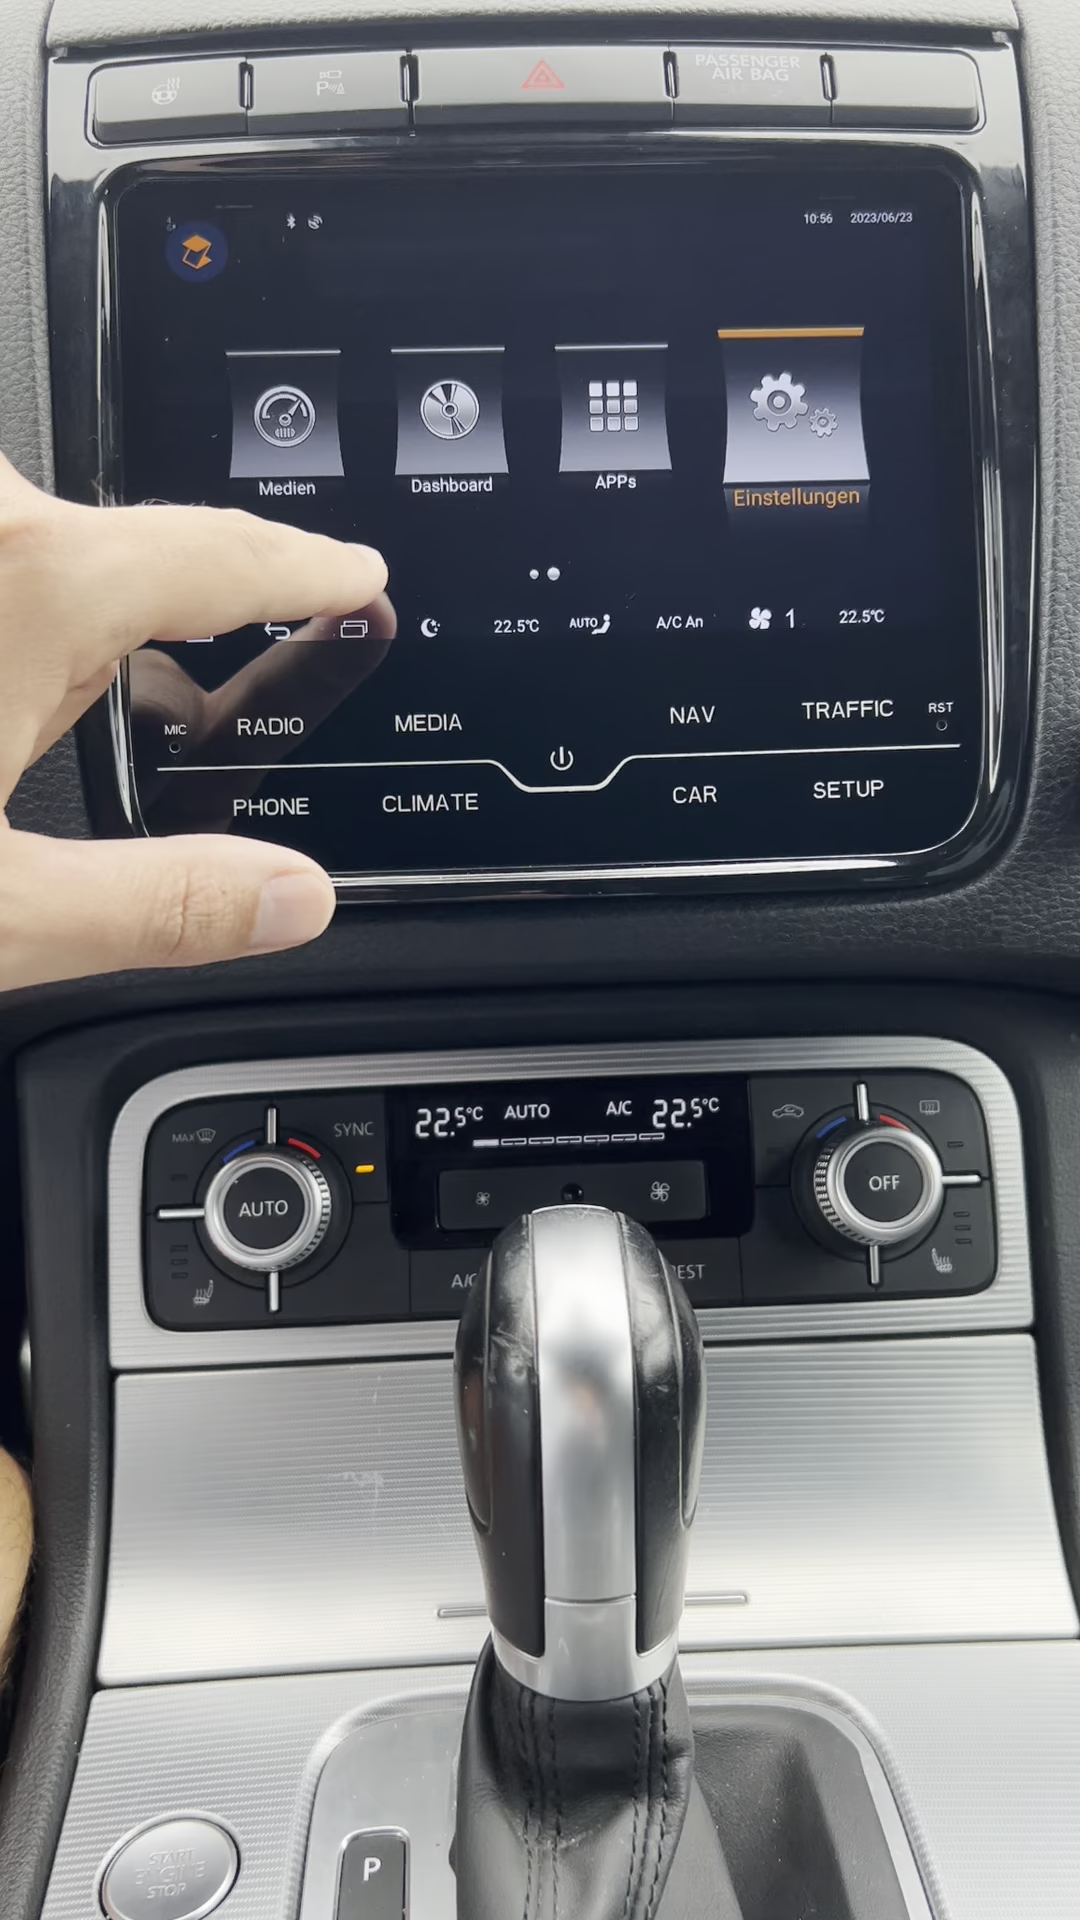 PASSENGER
AIR BAG
P
10:56 2023/06/23
Medien
Dashboard
APPs
Einstellungen
22.5°C AUTO A/C An 1 22.5°C
MIC RADIO MEDIA NAV TRAFFIC RST
PHONE CLIMATE CAR SETUP
22.5°C AUTO A/C 22.5°C
MAX SYNC
AUTO
OFF
A/C
REST
START
ENGINE
STOP
P